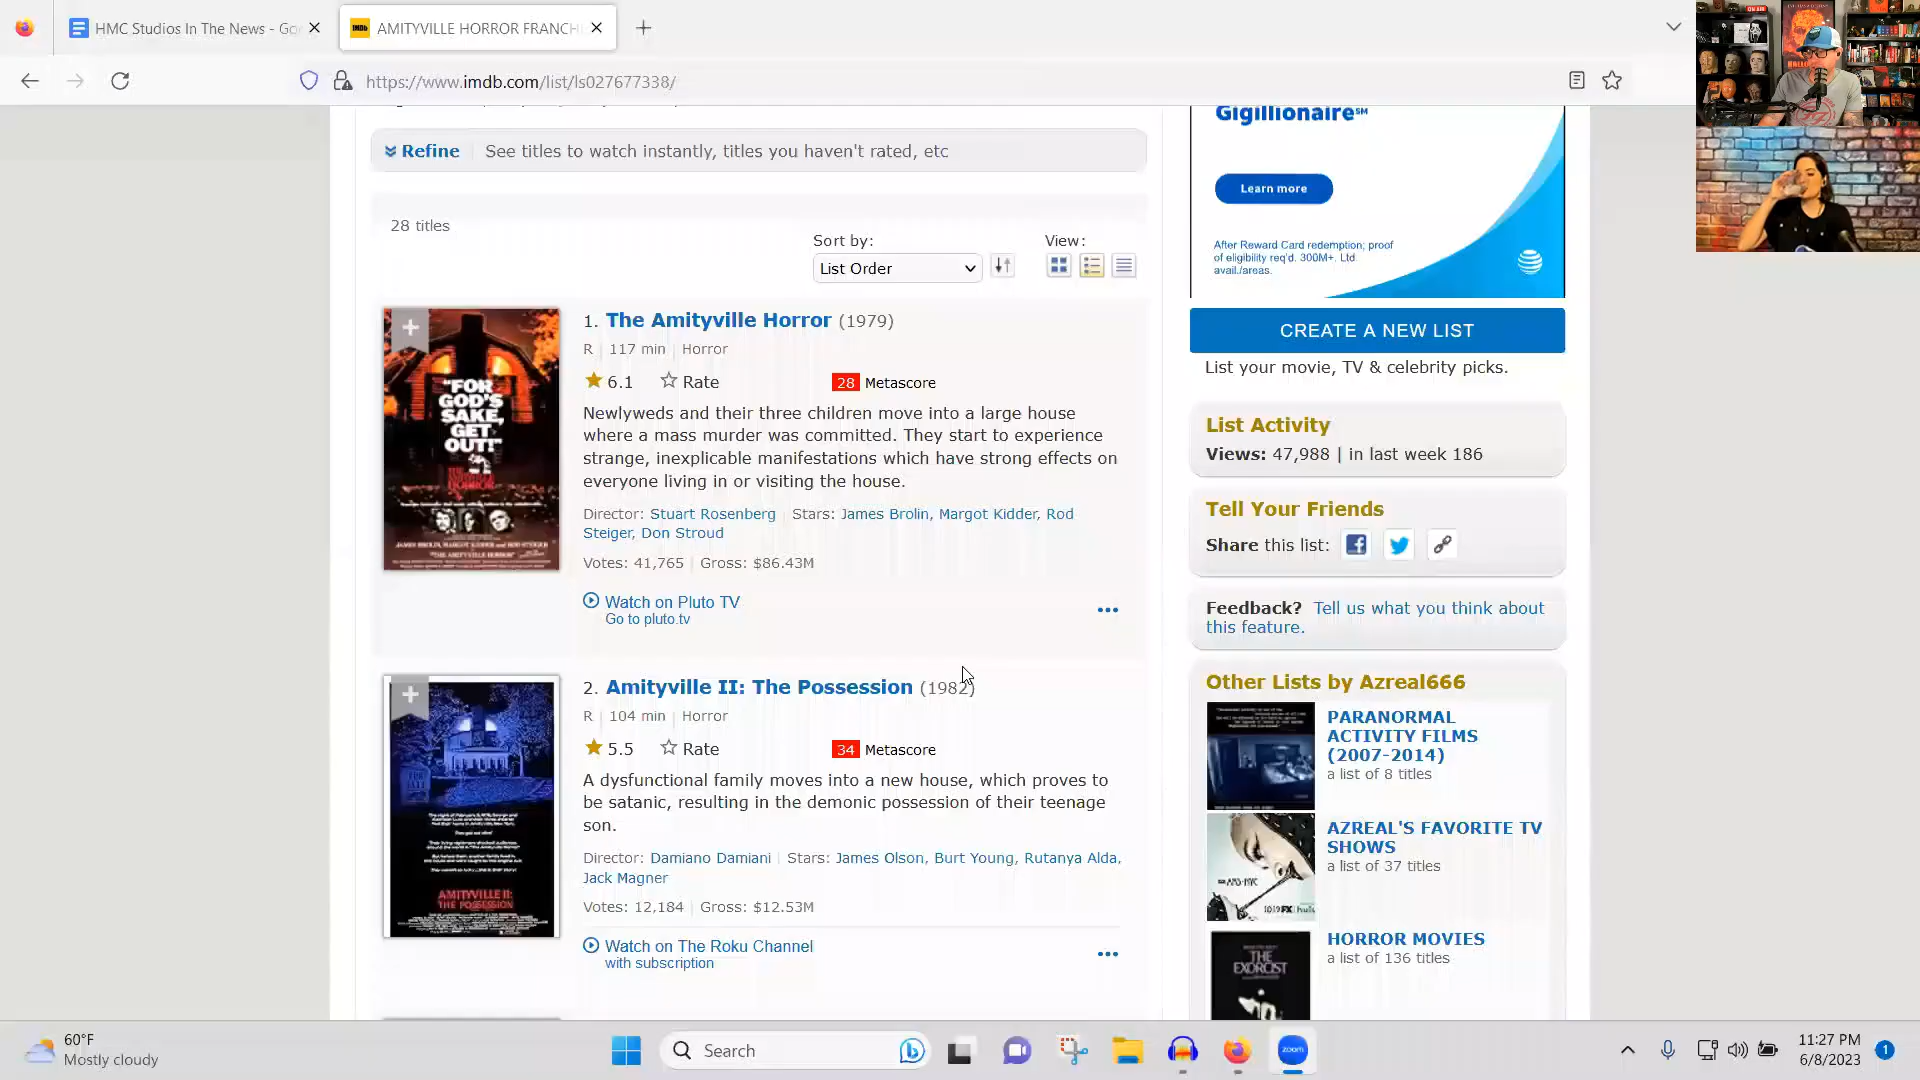 HMC Studios In The News - Go
AMITYVILLE HORROR FRANCHI
https://www.imdb.com/list/ls027677338/
Refine
See titles to watch instantly, titles you haven't rated, etc
28 titles
Sort by:
View:
List Order
1. The Amityville Horror (1979)
R | 117 min | Horror
6.1 Rate 28 Metascore
Newlyweds and their three children move into a large house
where a mass murder was committed. They start to experience
strange, inexplicable manifestations which have strong effects on
everyone living in or visiting the house.
Director: Stuart Rosenberg | Stars: James Brolin, Margot Kidder, Rod
Steiger, Don Stroud
Votes: 41,765 | Gross: $86.43M
Watch on Pluto TV
Go to pluto.tv
"FOR
GOD'S
SAKE,
GET
OUT!"
2. Amityville II: The Possession (1982)
R | 104 min | Horror
5.5 Rate 34 Metascore
A dysfunctional family moves into a new house, which proves to
be satanic, resulting in the demonic possession of their teenage
son.
Director: Damiano Damiani | Stars: James Olson, Burt Young, Rutanya Alda,
Jack Magner
Votes: 12,184 | Gross: $12.53M
Watch on The Roku Channel
with subscription
AMITYVILLE II:
THE POSSESSION
Gigillionaire℠
Learn more
After Reward Card redemption; proof
of eligibility req'd. 300M+. Ltd.
avail./areas.
CREATE A NEW LIST
List your movie, TV & celebrity picks.
List Activity
Views: 47,988 | in last week 186
Tell Your Friends
Share this list:
Feedback? Tell us what you think about
this feature.
Other Lists by Azreal666
PARANORMAL
ACTIVITY FILMS
(2007-2014)
a list of 8 titles
AZREAL'S FAVORITE TV
SHOWS
a list of 37 titles
HORROR MOVIES
a list of 136 titles
THE
EXORCIST
60°F
Mostly cloudy
Search
zoom
11:27 PM
6/8/2023
1